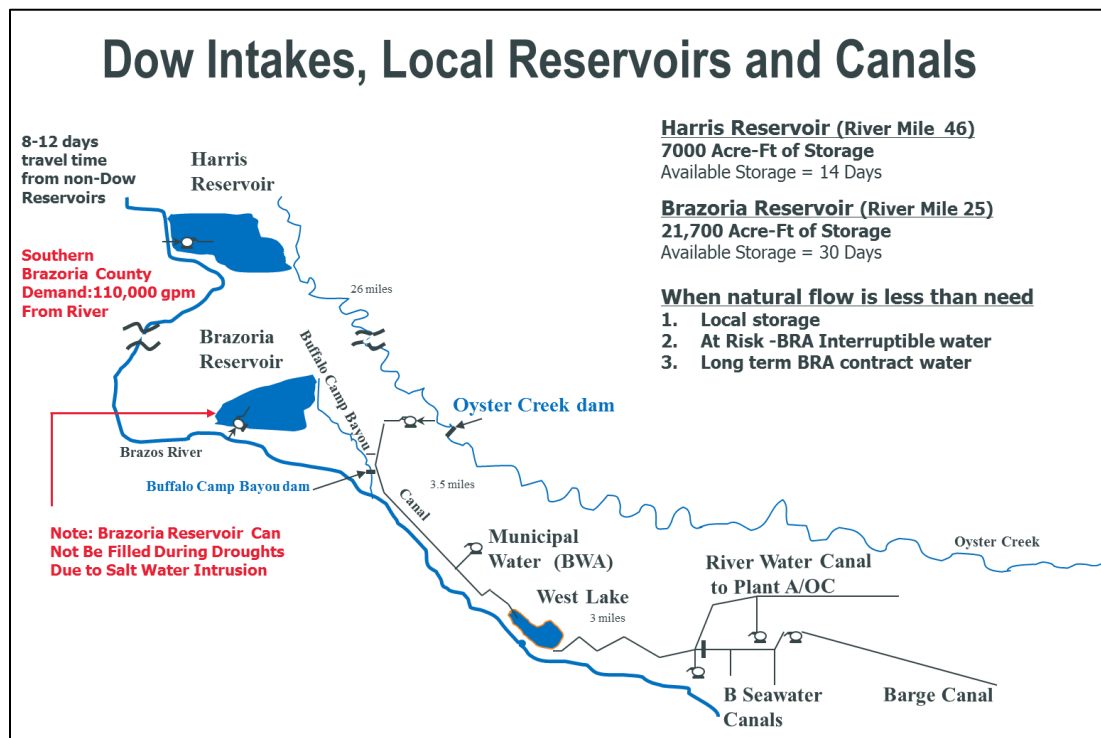 Dow Intakes, Local Reservoirs and Canals
8-12 days
travel time
from non-Dow
Reservoirs
Harris
Reservoir
Southern
Brazoria County
Demand:110,000 gpm
From River
26 miles
Harris Reservoir (River Mile 46)
7000 Acre-Ft of Storage
Available Storage = 14 Days
Brazoria Reservoir (River Mile 25)
21,700 Acre-Ft of Storage
Available Storage = 30 Days
When natural flow is less than need
1. Local storage
2. At Risk -BRA Interruptible water
3. Long term BRA contract water
Brazoria
Reservoir
Buffalo Camp Bayou
Oyster Creek dam
Brazos River
Buffalo Camp Bayou dam
3.5 miles
Canal
Note: Brazoria Reservoir Can
Not Be Filled During Droughts
Due to Salt Water Intrusion
Municipal
Water (BWA)
Oyster Creek
River Water Canal
to Plant A/OC
West Lake
3 miles
B Seawater
Canals
Barge Canal